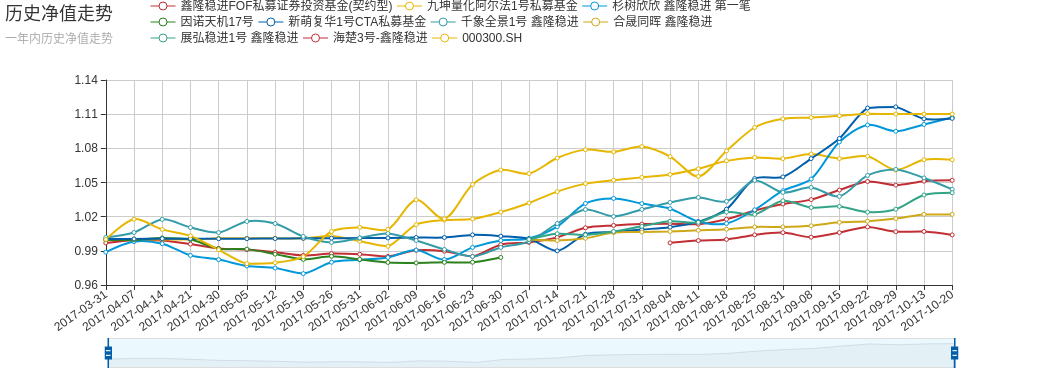 历史净值走势
一年内历史净值走势
鑫隆稳进FOF私募证券投资基金(契约型) 九坤量化阿尔法1号私募基金 杉树欣欣 鑫隆稳进 第一笔
因诺天机17号 新萌复华1号CTA私募基金 千象全景1号 鑫隆稳进 合晟同晖 鑫隆稳进
展弘稳进1号 鑫隆稳进 海楚3号-鑫隆稳进 000300.SH
1.14
1.11
1.08
1.05
1.02
0.99
0.96
2017-03-31 2017-04-07 2017-04-14 2017-04-21 2017-04-30 2017-05-05 2017-05-12 2017-05-19 2017-05-26 2017-05-31 2017-06-02 2017-06-09 2017-06-16 2017-06-23 2017-06-30 2017-07-07 2017-07-14 2017-07-21 2017-07-28 2017-07-31 2017-08-04 2017-08-11 2017-08-18 2017-08-25 2017-08-31 2017-09-08 2017-09-15 2017-09-22 2017-09-29 2017-10-13 2017-10-20